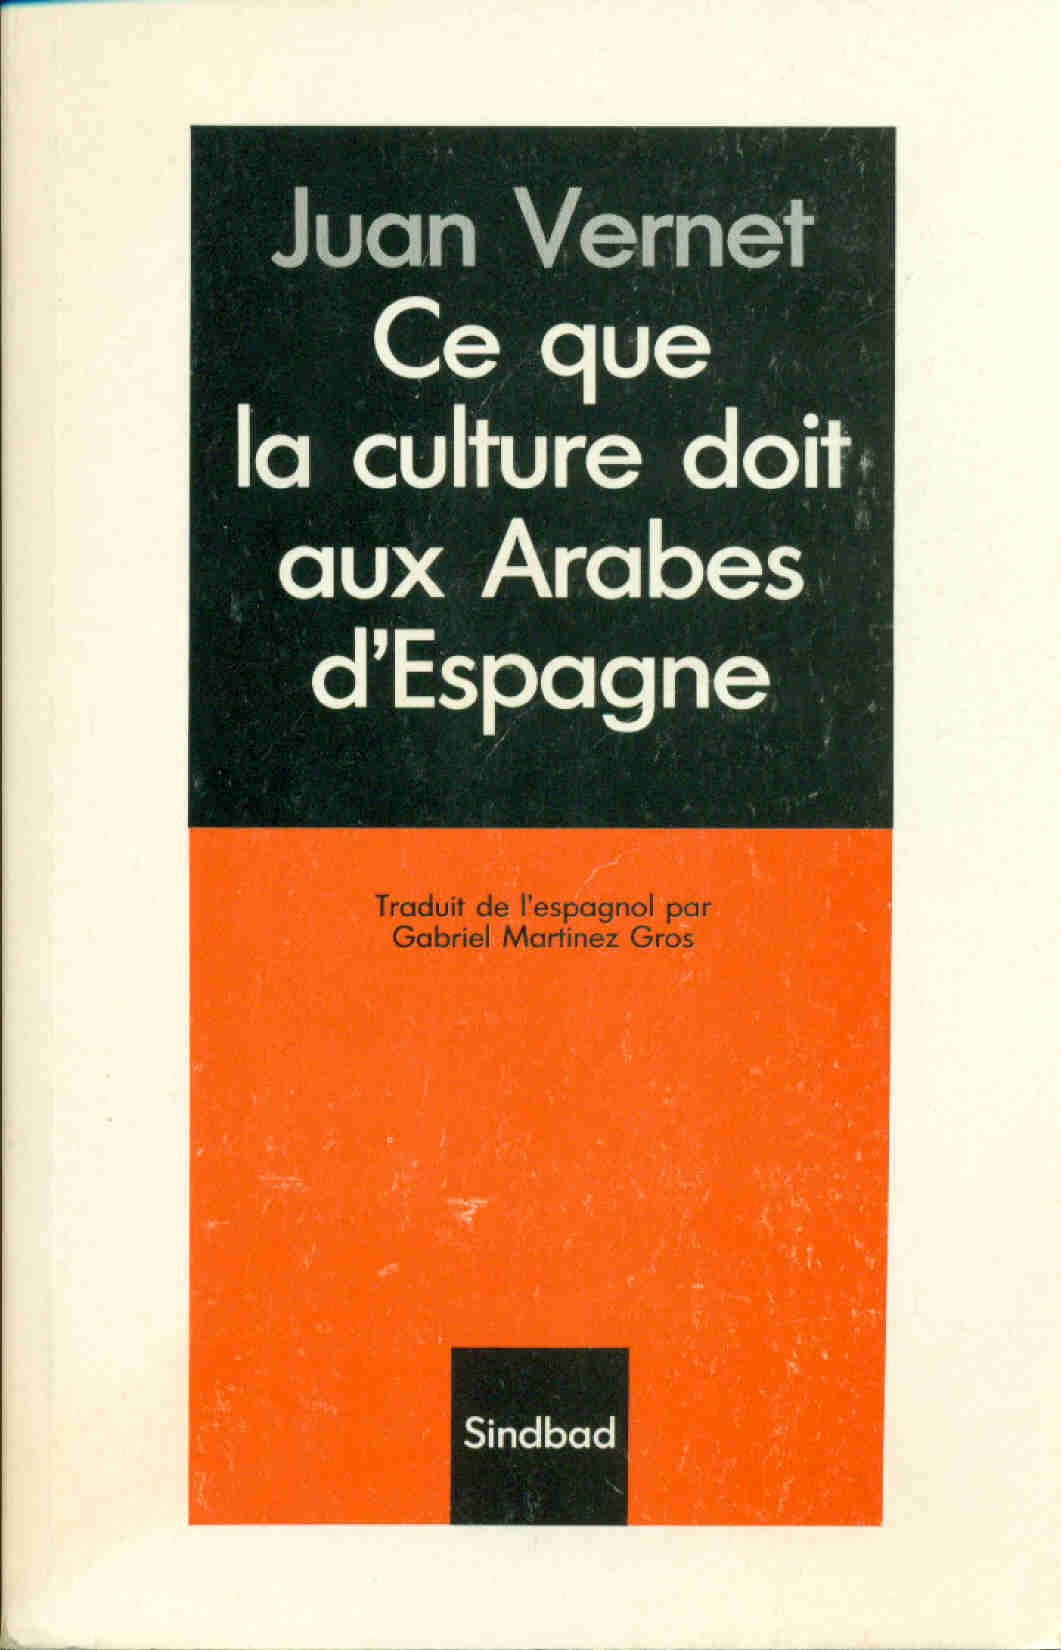 Juan Vernet
Ce que
la culture doit
aux Arabes
d'Espagne
Traduit de l'espagnol par
Gabriel Martinez Gros
Sindbad